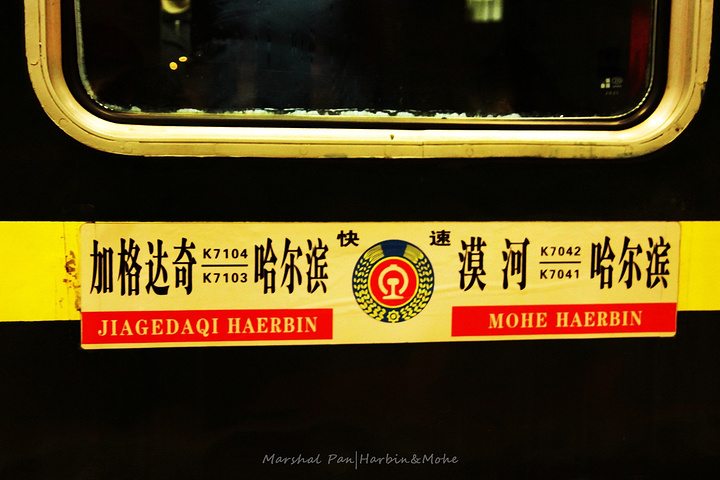 快 速
加格达奇 K7104 哈尔滨
K7103
JIAGEDAQI HAERBIN
漠河 K7042 哈尔滨
K7041
MOHE HAERBIN
Marshal Pan|Harbin&Mohe